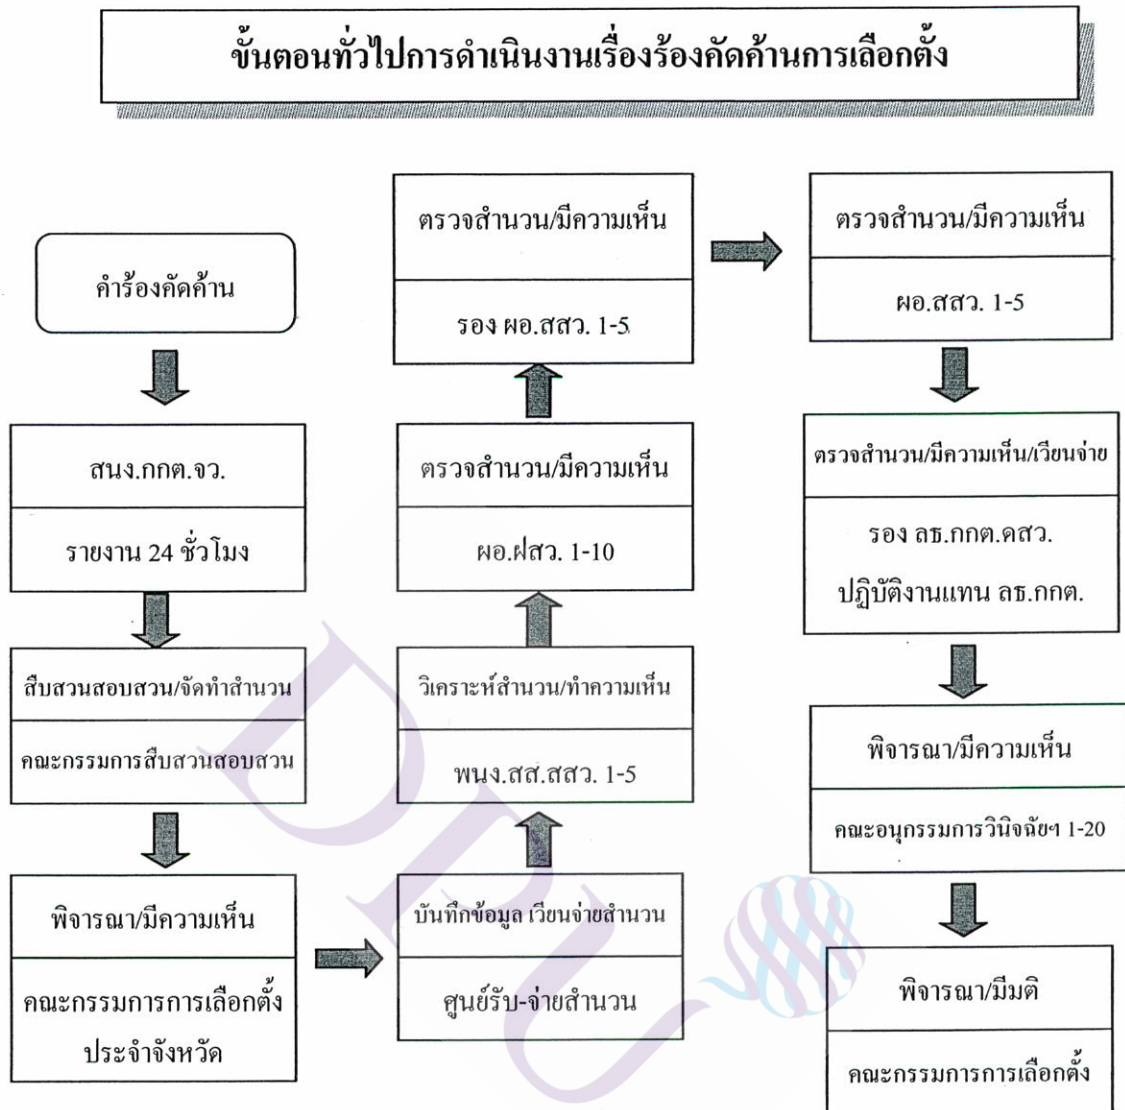 ขั้นตอนทั่วไปการดำเนินงานเรื่องร้องคัดค้านการเลือกตั้ง
คำร้องคัดค้าน
สนง.กกต.จว.
รายงาน 24 ชั่วโมง
สืบสวนสอบสวน/จัดทำสำนวน
คณะกรรมการสืบสวนสอบสวน
พิจารณา/มีความเห็น
คณะกรรมการการเลือกตั้ง
ประจำจังหวัด
บันทึกข้อมูล เวียนจ่ายสำนวน
ศูนย์รับ-จ่ายสำนวน
วิเคราะห์สำนวน/ทำความเห็น
พนง.สส.สสว. 1-5
ตรวจสำนวน/มีความเห็น
ผอ.ฝสว. 1-10
ตรวจสำนวน/มีความเห็น
รอง ผอ.สสว. 1-5
ตรวจสำนวน/มีความเห็น
ผอ.สสว. 1-5
ตรวจสำนวน/มีความเห็น/เวียนจ่าย
รอง ลธ.กกต.ดสว.
ปฏิบัติงานแทน ลธ.กกต.
พิจารณา/มีความเห็น
คณะอนุกรรมการวินิจฉัยฯ 1-20
พิจารณา/มีมติ
คณะกรรมการการเลือกตั้ง
DPU